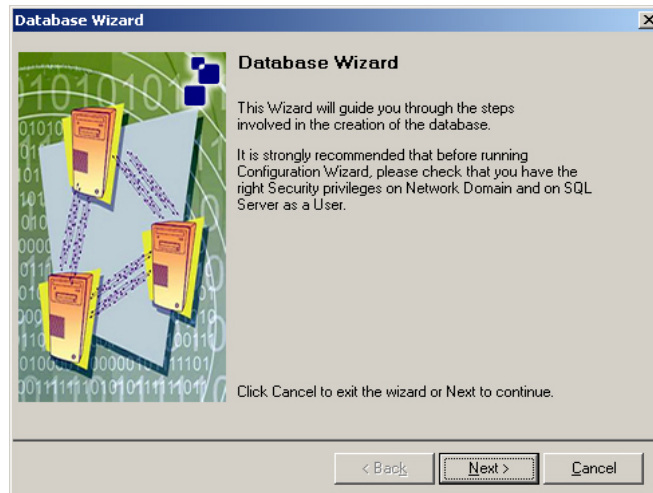 Database Wizard
Database Wizard
This Wizard will guide you through the steps
involved in the creation of the database.
It is strongly recommended that before running
Configuration Wizard, please check that you have the
right Security privileges on Network Domain and on SQL
Server as a User.
Click Cancel to exit the wizard or Next to continue.
< Back
Next >
Cancel